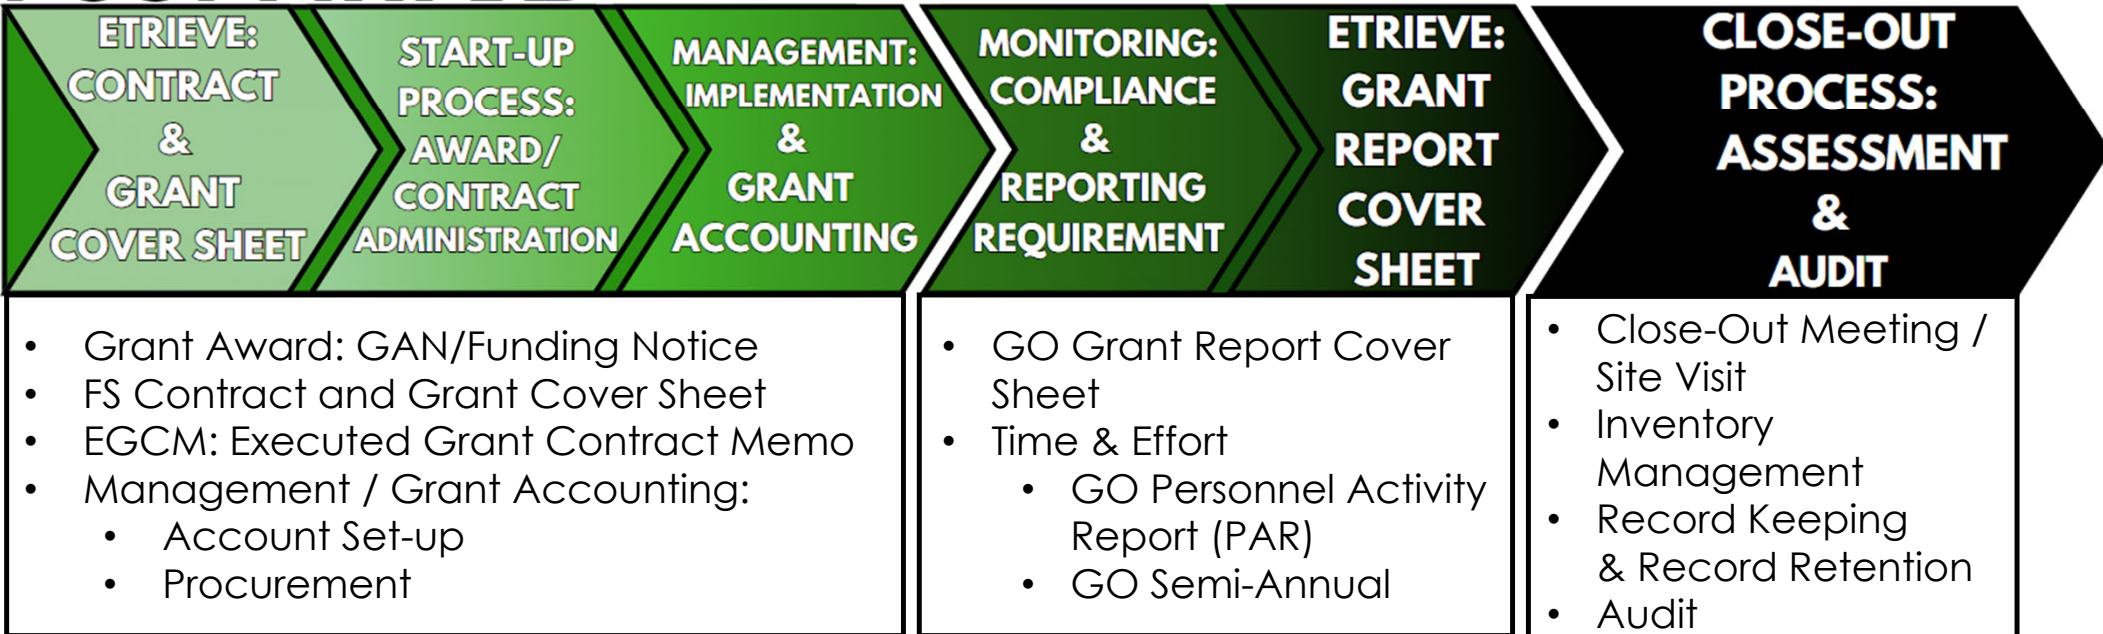 ETRIEVE:
CONTRACT
&
GRANT
COVER SHEET
START-UP
PROCESS:
AWARD/
CONTRACT
ADMINISTRATION
MANAGEMENT:
IMPLEMENTATION
&
GRANT
ACCOUNTING
MONITORING:
COMPLIANCE
&
REPORTING
REQUIREMENT
ETRIEVE:
GRANT
REPORT
COVER
SHEET
CLOSE-OUT
PROCESS:
ASSESSMENT
&
AUDIT
• Grant Award: GAN/Funding Notice
• FS Contract and Grant Cover Sheet
• EGCM: Executed Grant Contract Memo
• Management / Grant Accounting:
• Account Set-up
• Procurement
• GO Grant Report Cover
Sheet
• Time & Effort
• GO Personnel Activity
Report (PAR)
• GO Semi-Annual
• Close-Out Meeting /
Site Visit
• Inventory
Management
• Record Keeping
& Record Retention
• Audit